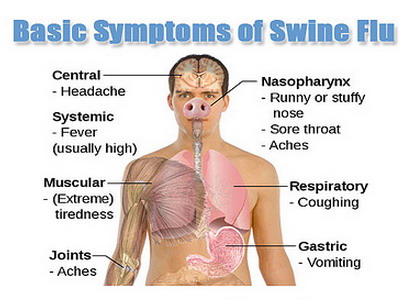 Basic Symptoms of Swine Flu
Central
- Headache
Systemic
- Fever
(usually high)
Muscular
- (Extreme)
tiredness
Joints
- Aches
Nasopharynx
- Runny or stuffy
nose
- Sore throat
- Aches
Respiratory
- Coughing
Gastric
- Vomiting